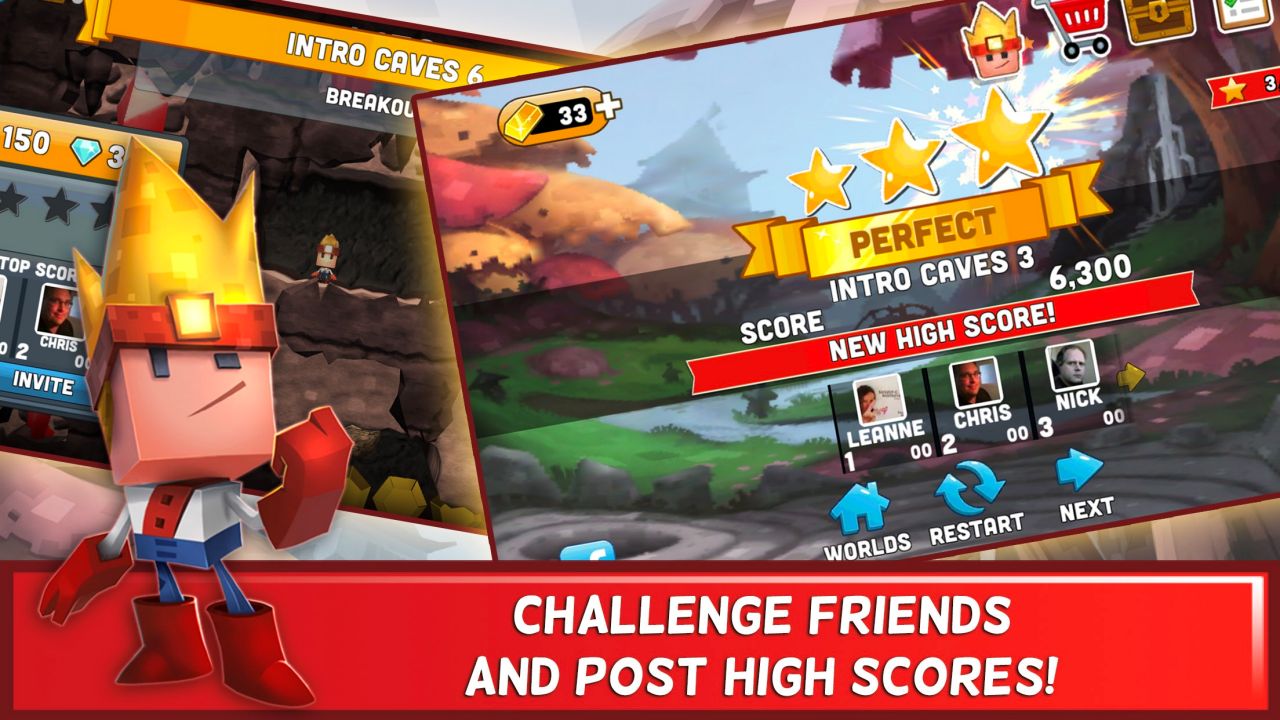 INTRO CAVES 6
BREAKOU
150
3
TOP SCOR
2
CHRIS
INVITE
33
3
PERFECT
INTRO CAVES 3
SCORE 6,300
NEW HIGH SCORE!
LEANNE
1 00
CHRIS
2 00
NICK
3 00
WORLDS
RESTART
NEXT
CHALLENGE FRIENDS
AND POST HIGH SCORES!